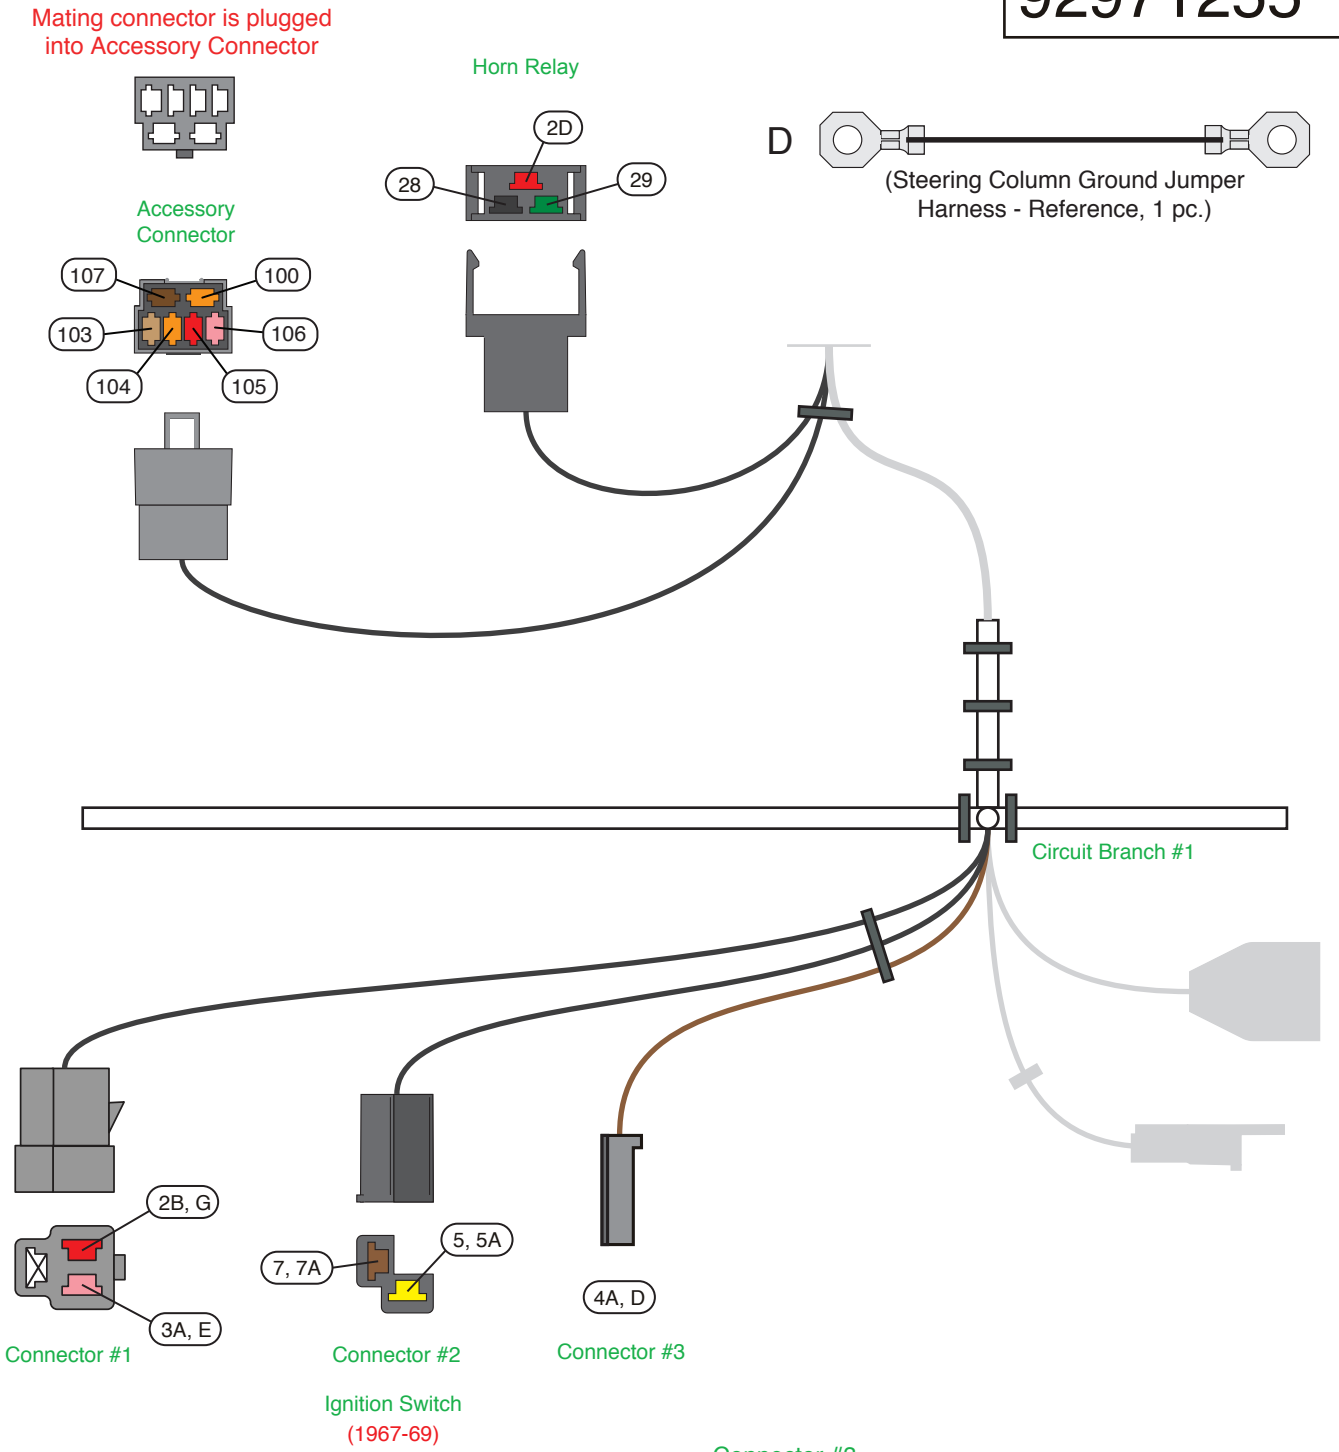 92971255
Mating connector is plugged
into Accessory Connector
Horn Relay
2D
28
29
D
(Steering Column Ground Jumper
Harness - Reference, 1 pc.)
Accessory
Connector
107
100
103
106
104
105
Circuit Branch #1
2B, G
3A, E
Connector #1
7, 7A
5, 5A
Connector #2
Ignition Switch
(1967-69)
4A, D
Connector #3